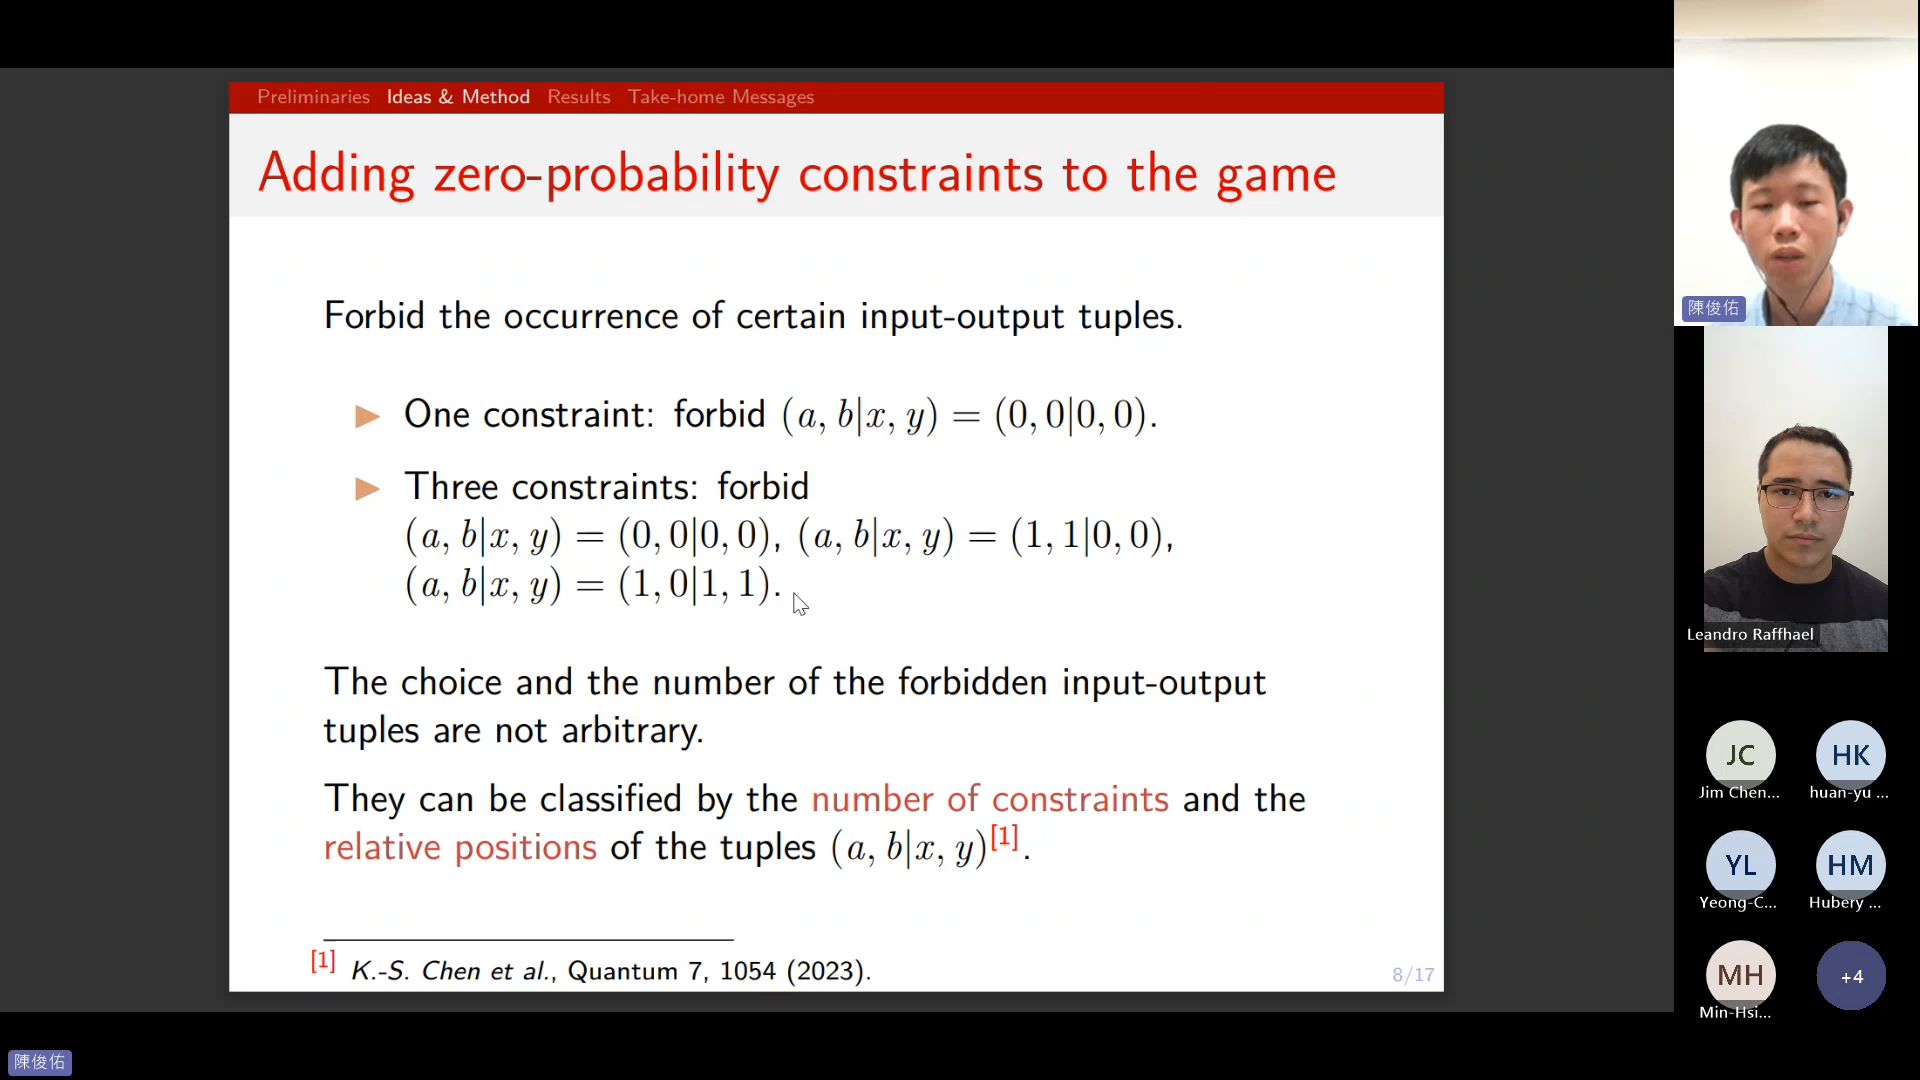 Preliminaries Ideas & Method Results Take-home Messages
Adding zero-probability constraints to the game
Forbid the occurrence of certain input-output tuples.
▶ One constraint: forbid (a, b|x, y) = (0, 0|0, 0).
▶ Three constraints: forbid
(a, b|x, y) = (0, 0|0, 0), (a, b|x, y) = (1, 1|0, 0),
(a, b|x, y) = (1, 0|1, 1).
The choice and the number of the forbidden input-output
tuples are not arbitrary.
They can be classified by the number of constraints and the
relative positions of the tuples (a, b|x, y)[1].
[1] K.-S. Chen et al., Quantum 7, 1054 (2023).
8/17
陳俊佑
Leandro Raffhael
JC HK
Jim Chen... huan-yu ...
YL HM
Yeong-C... Hubery ...
MH +4
Min-Hsi...
陳俊佑